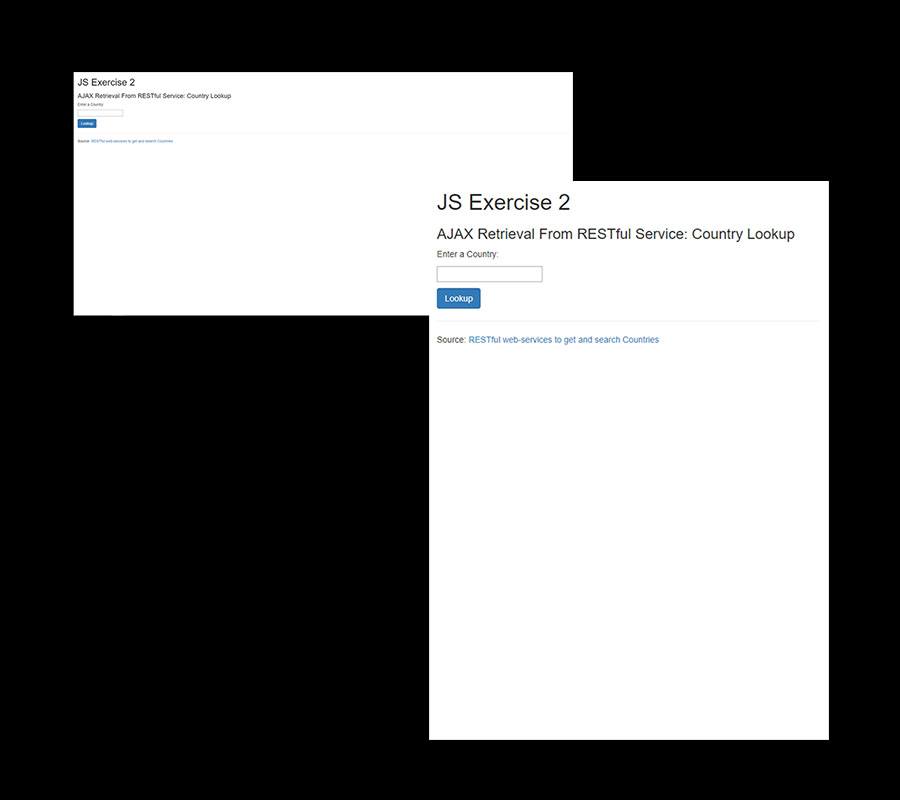 JS Exercise 2
AJAX Retrieval From RESTful Service: Country Lookup
Enter a Country:
Lookup
Source: RESTful web-services to get and search Countries
JS Exercise 2
AJAX Retrieval From RESTful Service: Country Lookup
Enter a Country:
Lookup
Source: RESTful web-services to get and search Countries